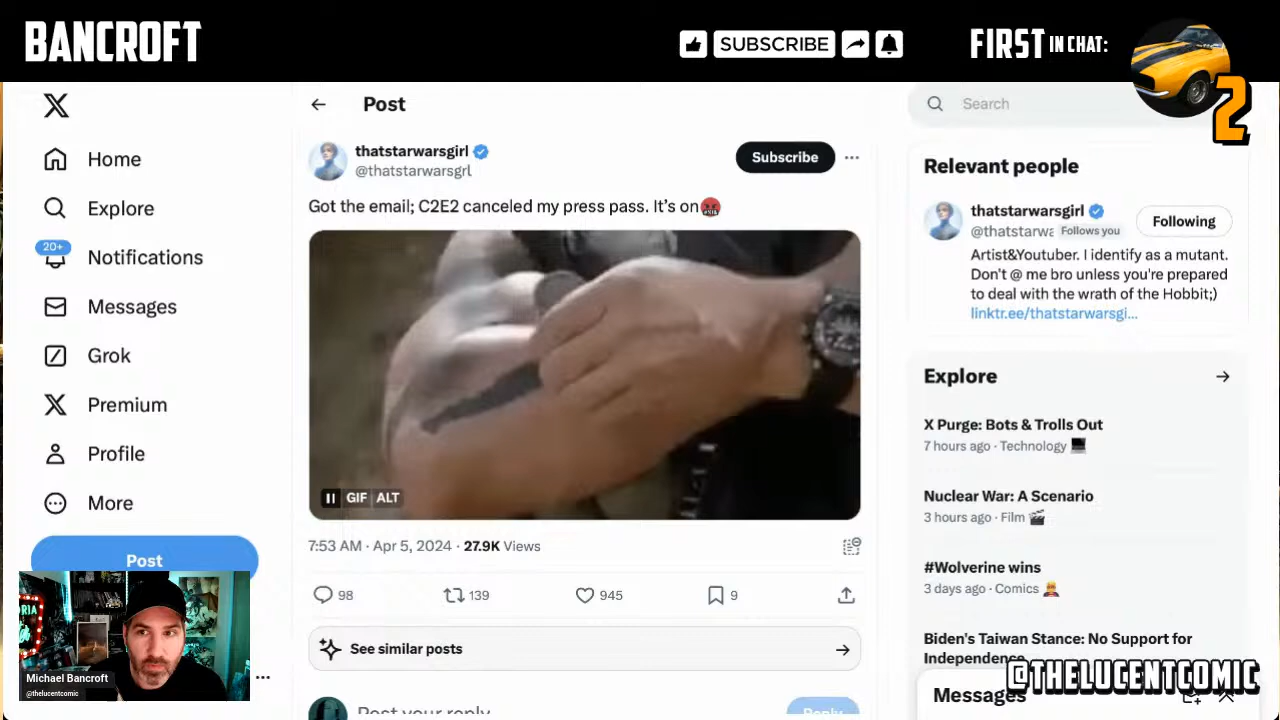 BANCROFT
SUBSCRIBE
FIRST IN CHAT:
2
Post
Search
thatstarwarsgirl
@thatstarwarsgrl
Subscribe
Got the email; C2E2 canceled my press pass. It's on🤬
GIF ALT
7:53 AM · Apr 5, 2024 · 27.9K Views
98
139
945
9
See similar posts
Post your reply
Reply
Home
Explore
20+
Notifications
Messages
Grok
Premium
Profile
More
Post
Michael Bancroft
@thelucentcomic
Relevant people
thatstarwarsgirl
@thatstarwa Follows you
Following
Artist&Youtuber. I identify as a mutant.
Don't @ me bro unless you're prepared
to deal with the wrath of the Hobbit;)
linktr.ee/thatstarwarsgi...
Explore
X Purge: Bots & Trolls Out
7 hours ago · Technology 💻
Nuclear War: A Scenario
3 hours ago · Film 🎬
#Wolverine wins
3 days ago · Comics
Biden's Taiwan Stance: No Support for
Independence
@THELUCENTCOMIC
Messages